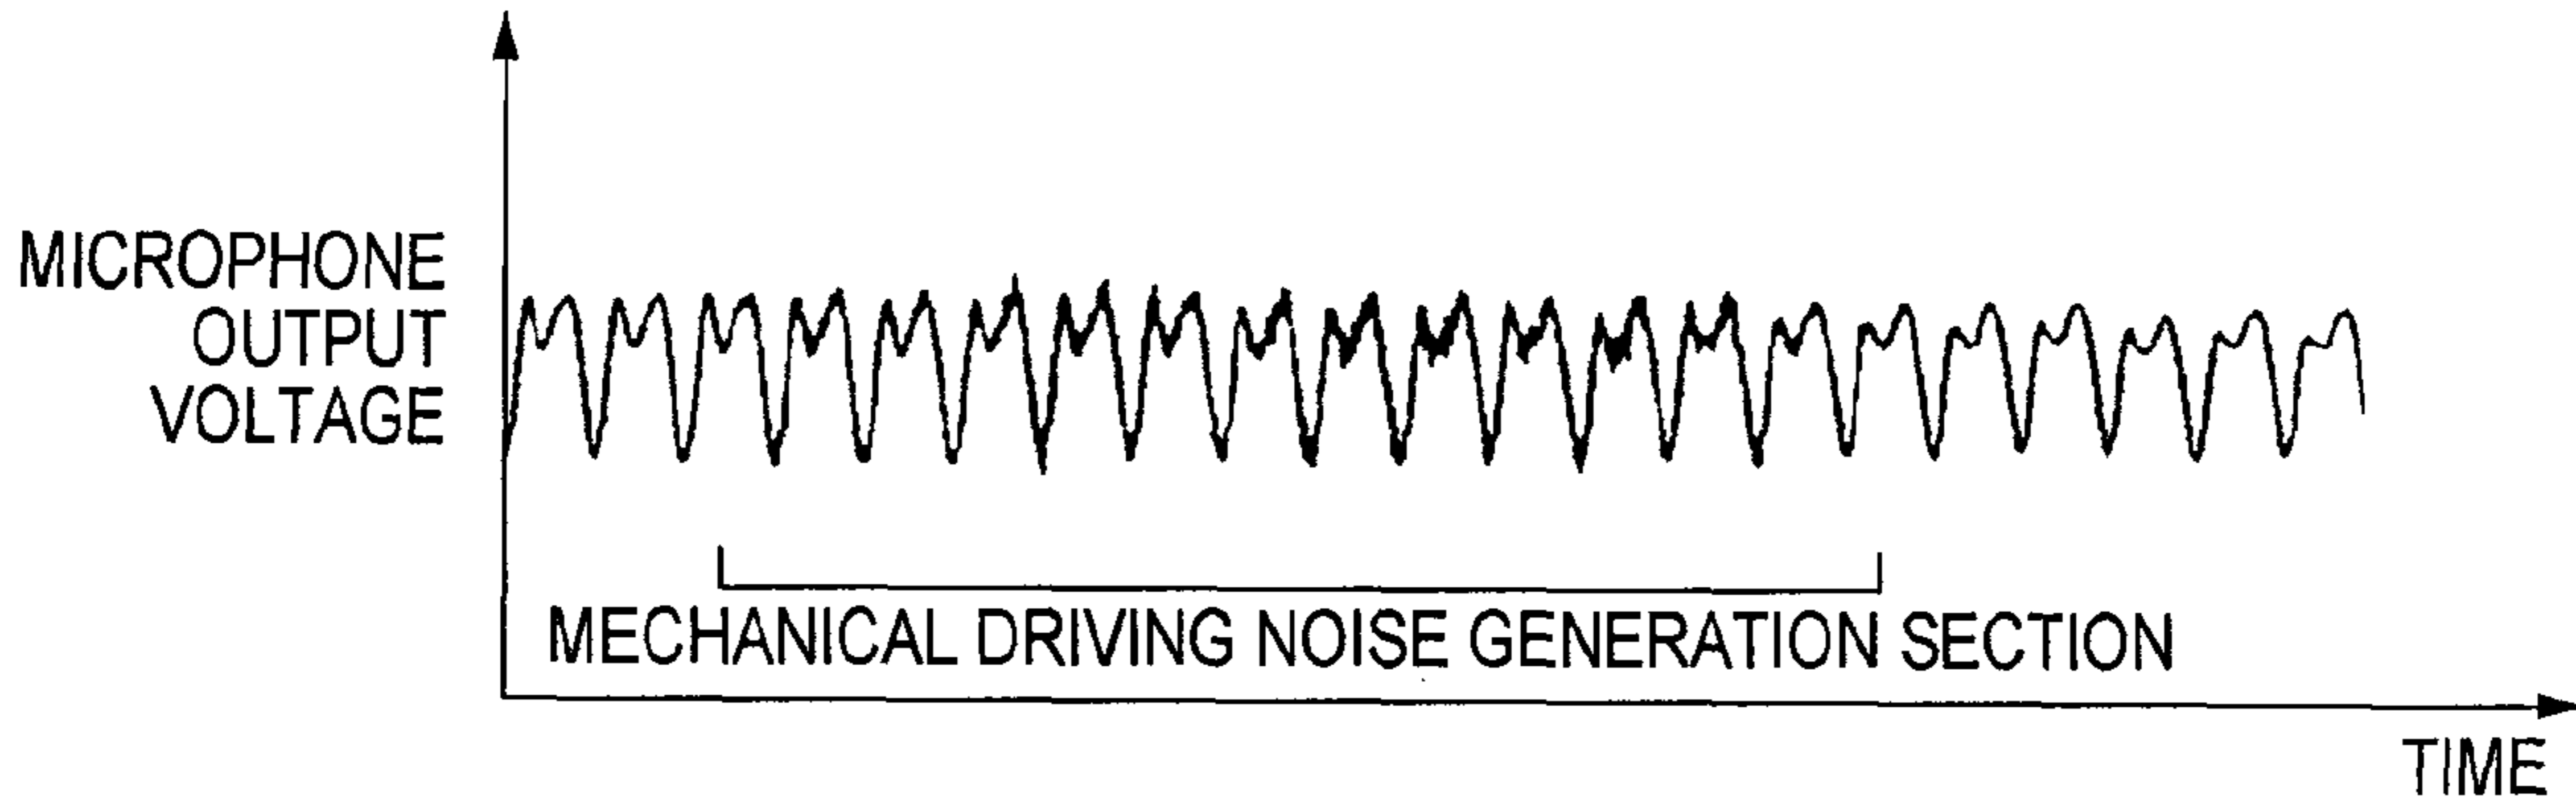 MICROPHONE
OUTPUT
VOLTAGE
MECHANICAL DRIVING NOISE GENERATION SECTION
TIME